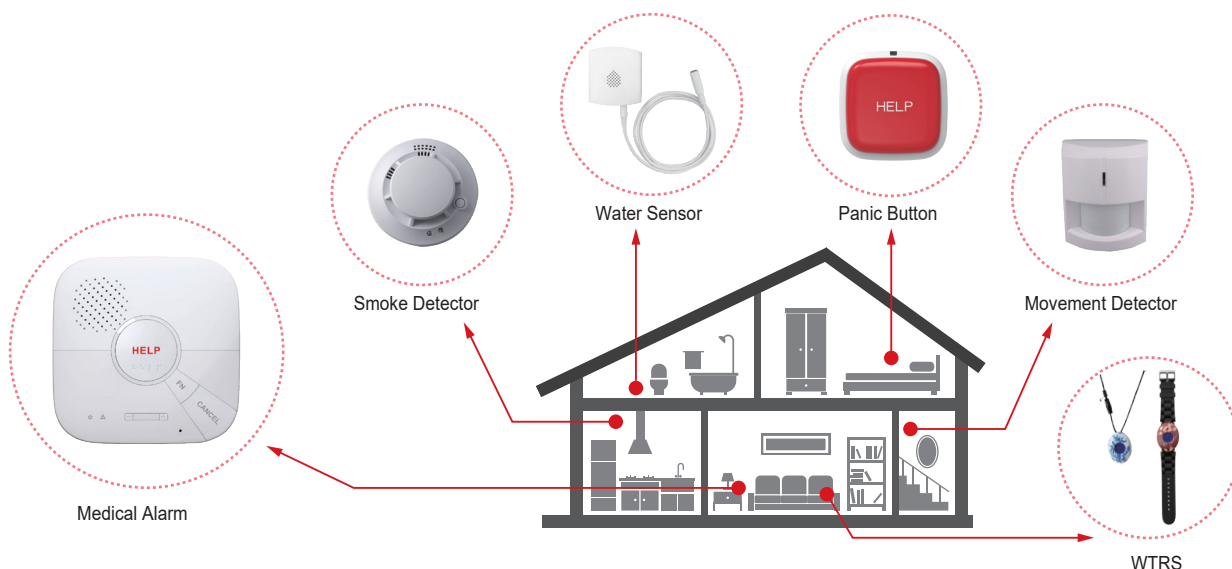 Water Sensor
HELP
Panic Button
Smoke Detector
Movement Detector
HELP
FN
CANCEL
Medical Alarm
WTRS